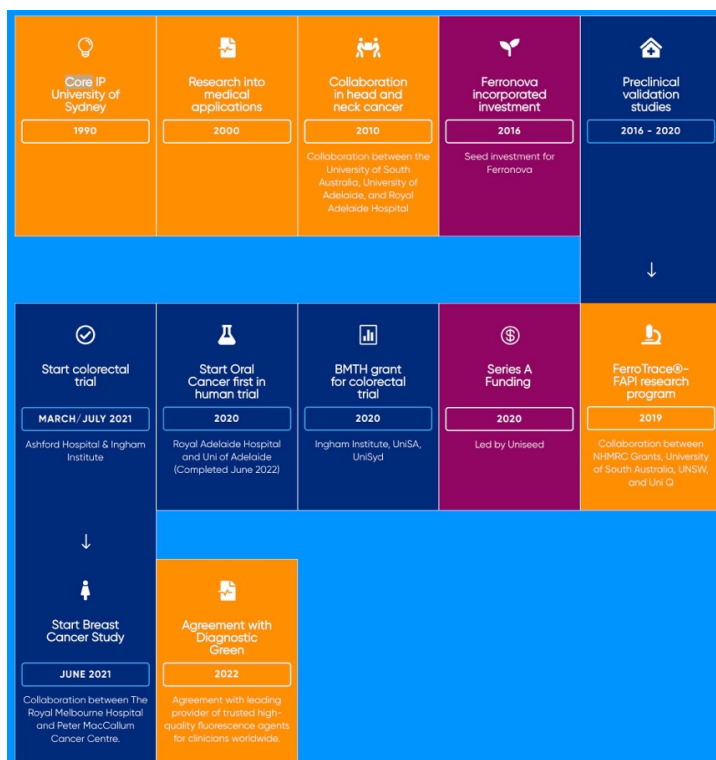 Core IP
University of
Sydney
1990
Research into
medical
applications
2000
Collaboration
in head and
neck cancer
2010
Collaboration between the
University of South
Australia, University of
Adelaide, and Royal
Adelaide Hospital
Ferronova
incorporated
investment
2016
Seed investment for
Ferronova
Preclinical
validation
studies
2016 - 2020
↓
Start colorectal
trial
MARCH/JULY 2021
Ashford Hospital & Ingham
Institute
↓
Start Oral
Cancer first in
human trial
2020
Royal Adelaide Hospital
and Uni of Adelaide
(Completed June 2022)
BMTH grant
for colorectal
trial
2020
Ingham Institute, UniSA,
UniSyd
Series A
Funding
2020
Led by Uniseed
FerroTrace®-
FAPI research
program
2019
Collaboration between
NHMRC Grants, University
of South Australia, UNSW,
and Uni Q
Start Breast
Cancer Study
JUNE 2021
Collaboration between The
Royal Melbourne Hospital
and Peter MacCallum
Cancer Centre.
Agreement with
Diagnostic
Green
2022
Agreement with leading
provider of trusted high-
quality fluorescence agents
for clinicians worldwide.